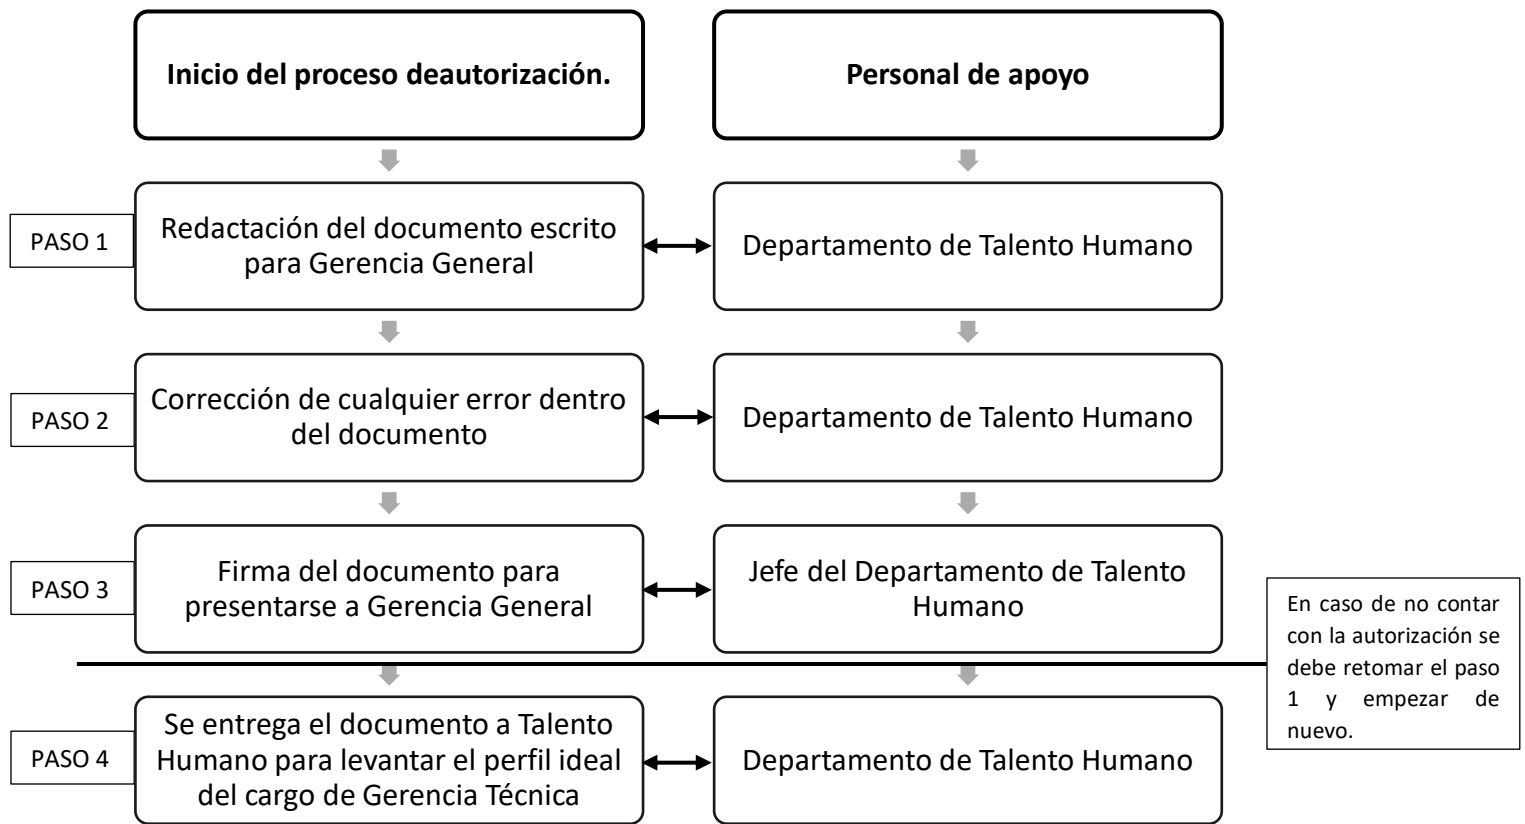 Inicio del proceso deautorización.
Personal de apoyo
PASO 1
Redactación del documento escrito
para Gerencia General
Departamento de Talento Humano
PASO 2
Corrección de cualquier error dentro
del documento
Departamento de Talento Humano
PASO 3
Firma del documento para
presentarse a Gerencia General
Jefe del Departamento de Talento
Humano
En caso de no contar
con la autorización se
debe retomar el paso
1 y empezar de
nuevo.
PASO 4
Se entrega el documento a Talento
Humano para levantar el perfil ideal
del cargo de Gerencia Técnica
Departamento de Talento Humano